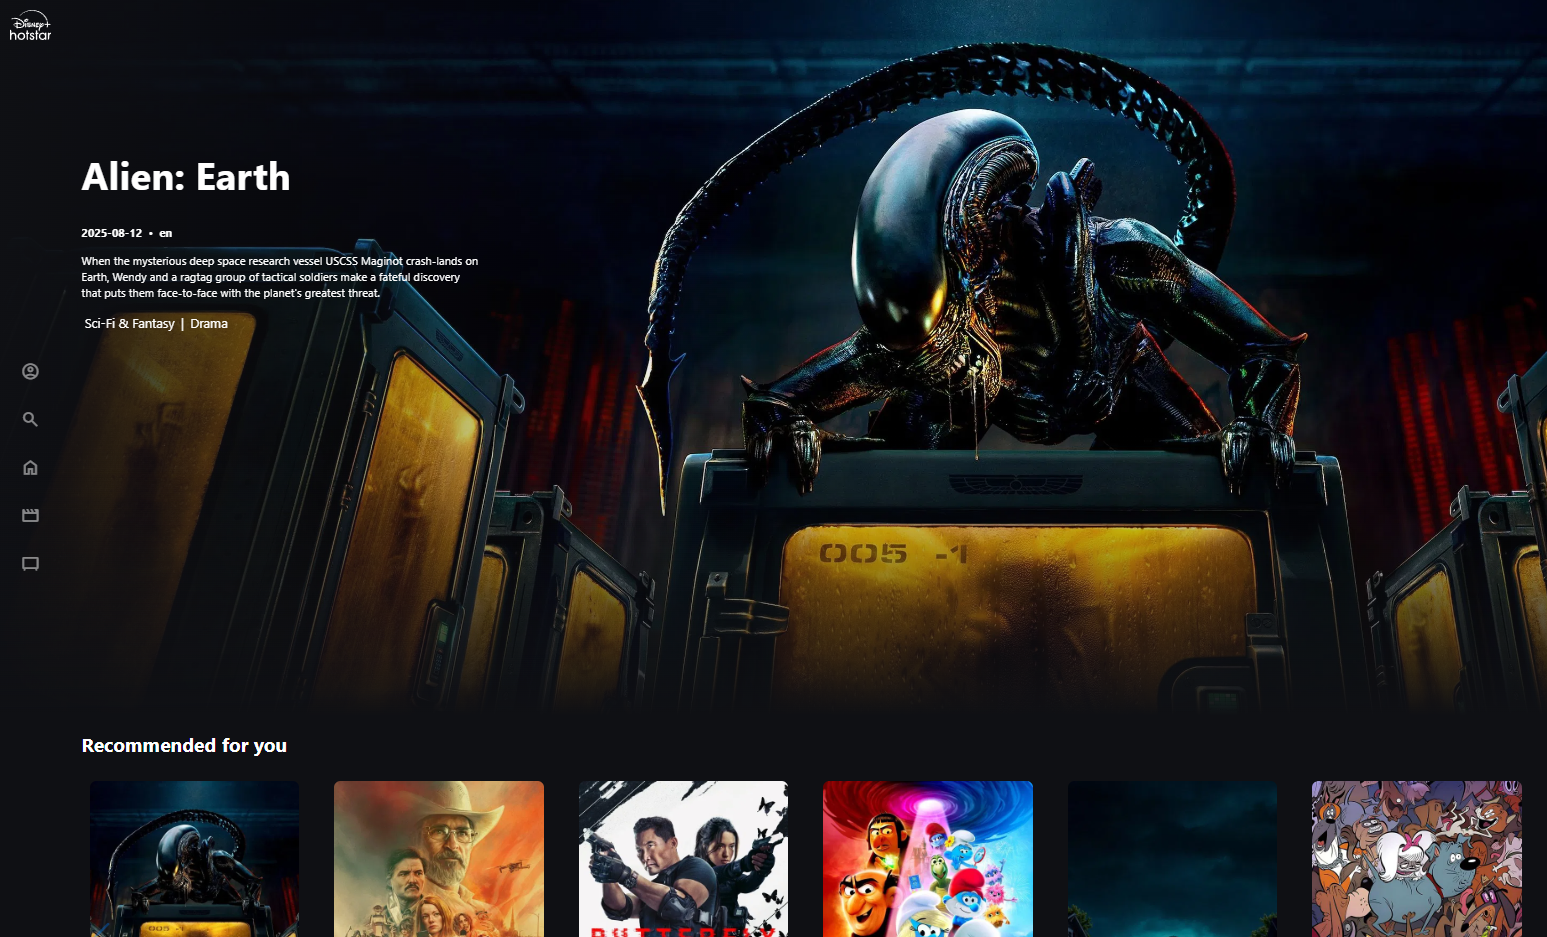 Disney+
hotstar
Alien: Earth
2025-08-12 • en
When the mysterious deep space research vessel USCSS Maginot crash-lands on
Earth, Wendy and a ragtag group of tactical soldiers make a fateful discovery
that puts them face-to-face with the planet's greatest threat.
Sci-Fi & Fantasy | Drama
005 -1
Recommended for you
005 -1
BUTTERFLY